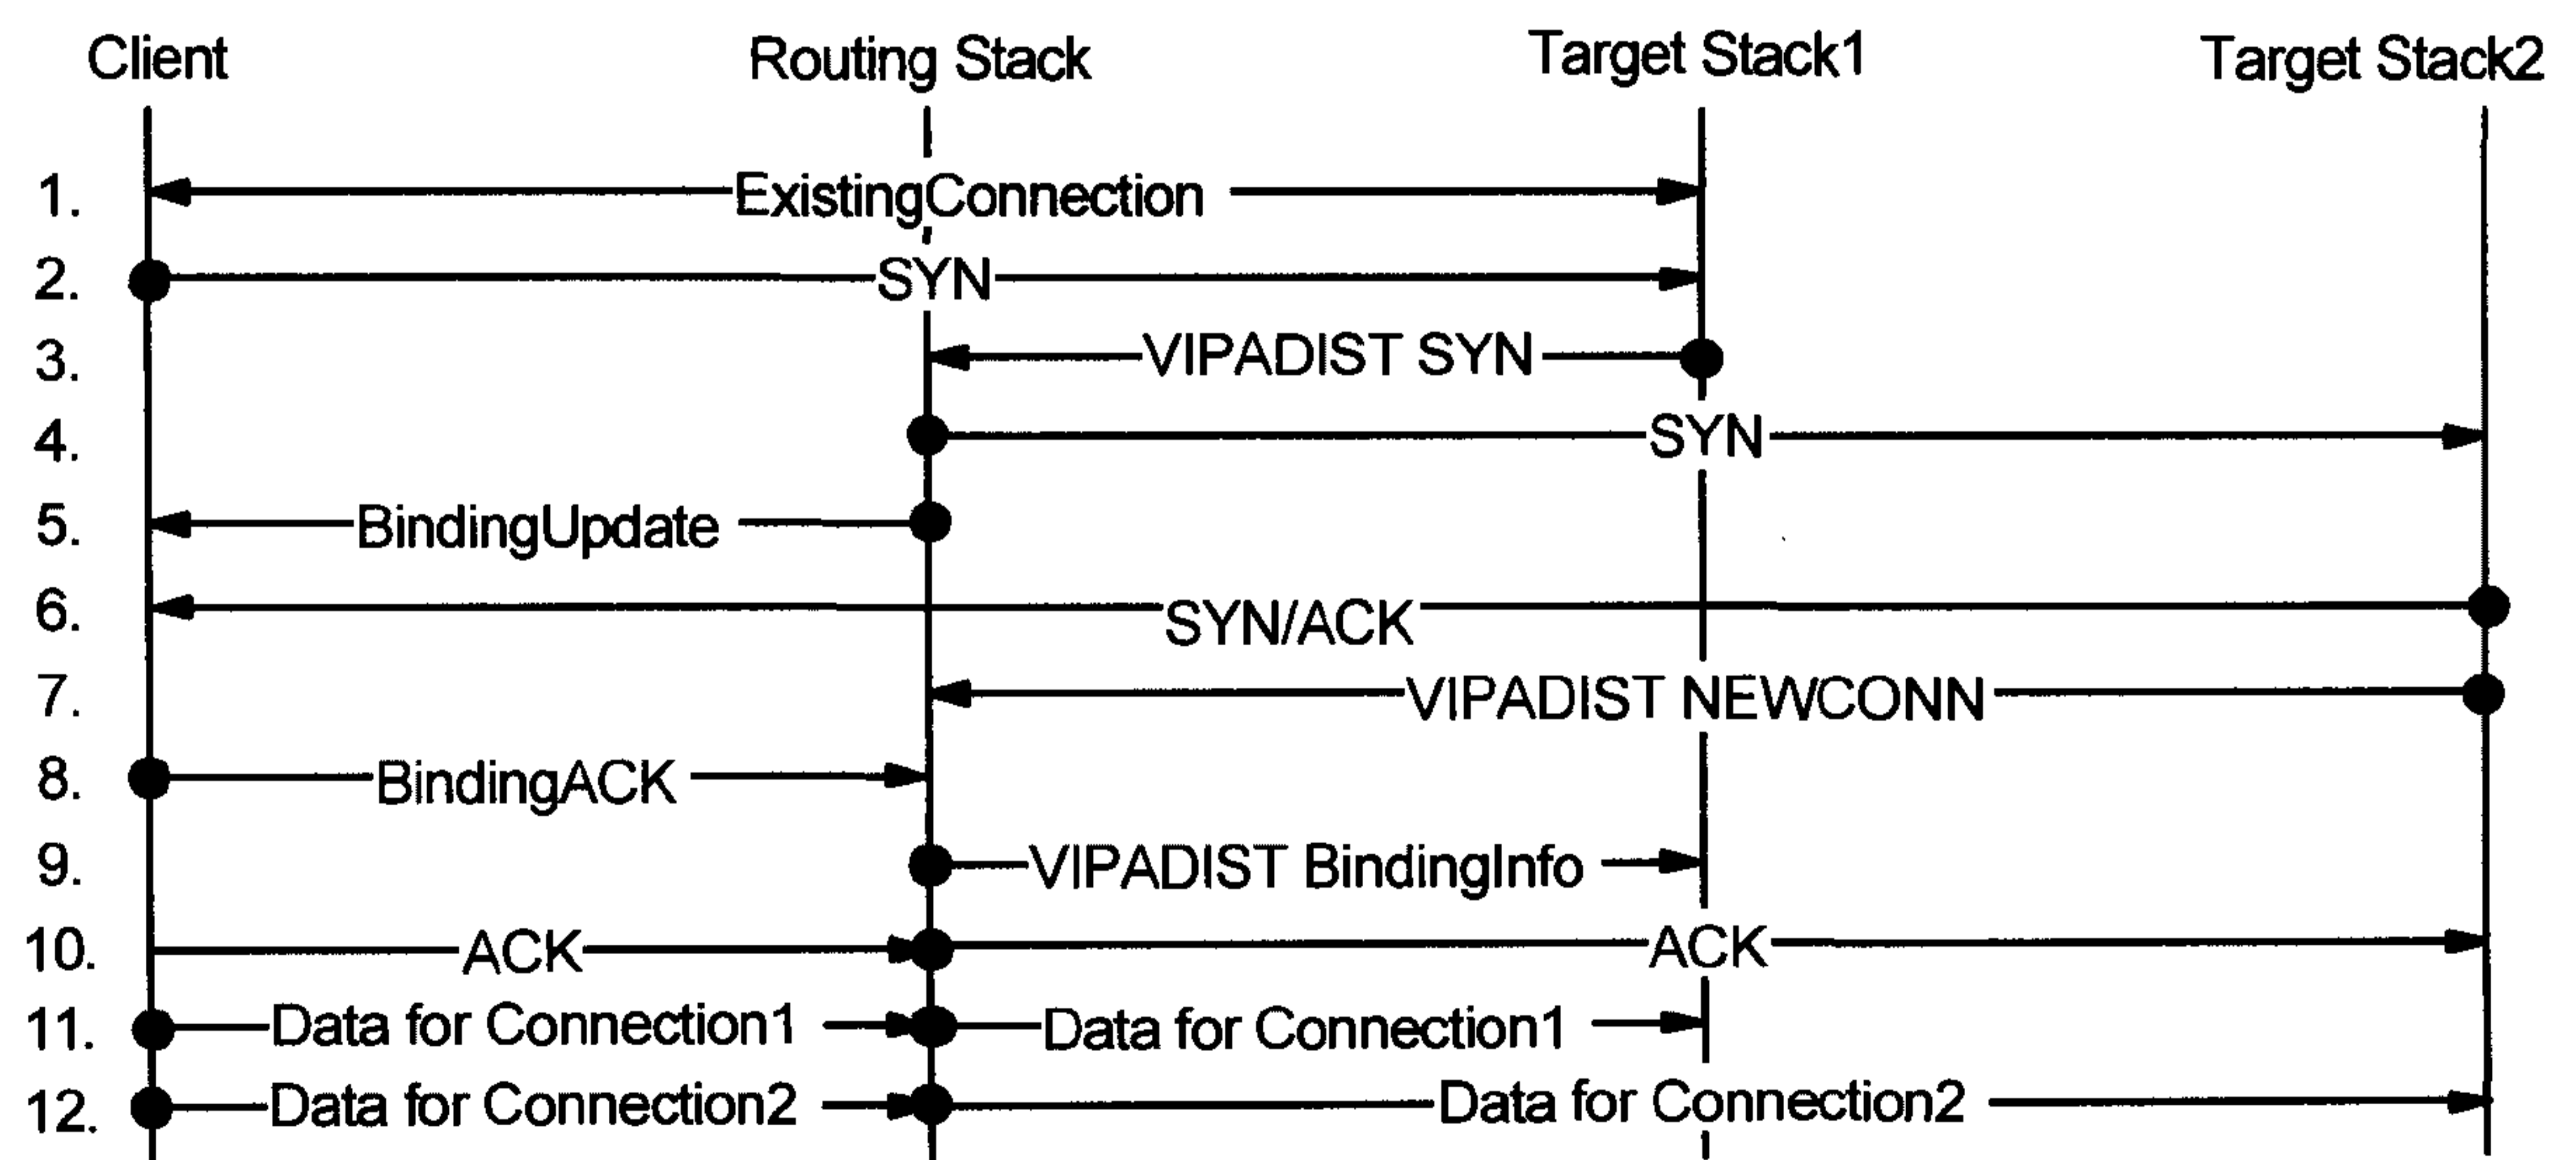 Client Routing Stack Target Stack1 Target Stack2
1. ExistingConnection
2. SYN
3. VIPADIST SYN
4. SYN
5. BindingUpdate
6. SYN/ACK
7. VIPADIST NEWCONN
8. BindingACK
9. VIPADIST BindingInfo
10. ACK ACK
11. Data for Connection1 Data for Connection1
12. Data for Connection2 Data for Connection2